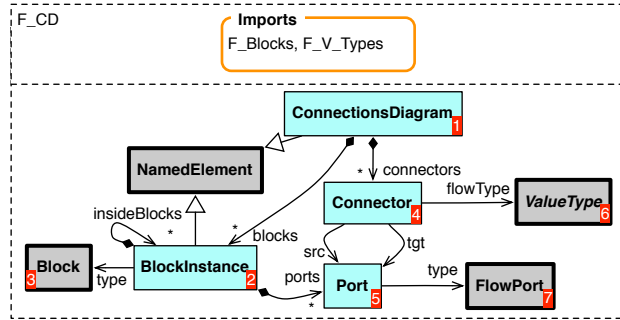 F_CD
Imports
F_Blocks, F_V_Types
ConnectionsDiagram
1
NamedElement
*
connectors
flowType
Connector
4
ValueType
6
insideBlocks
*
*
blocks
src
tgt
Block
3
type
BlockInstance
2
ports
*
Port
5
type
FlowPort
7